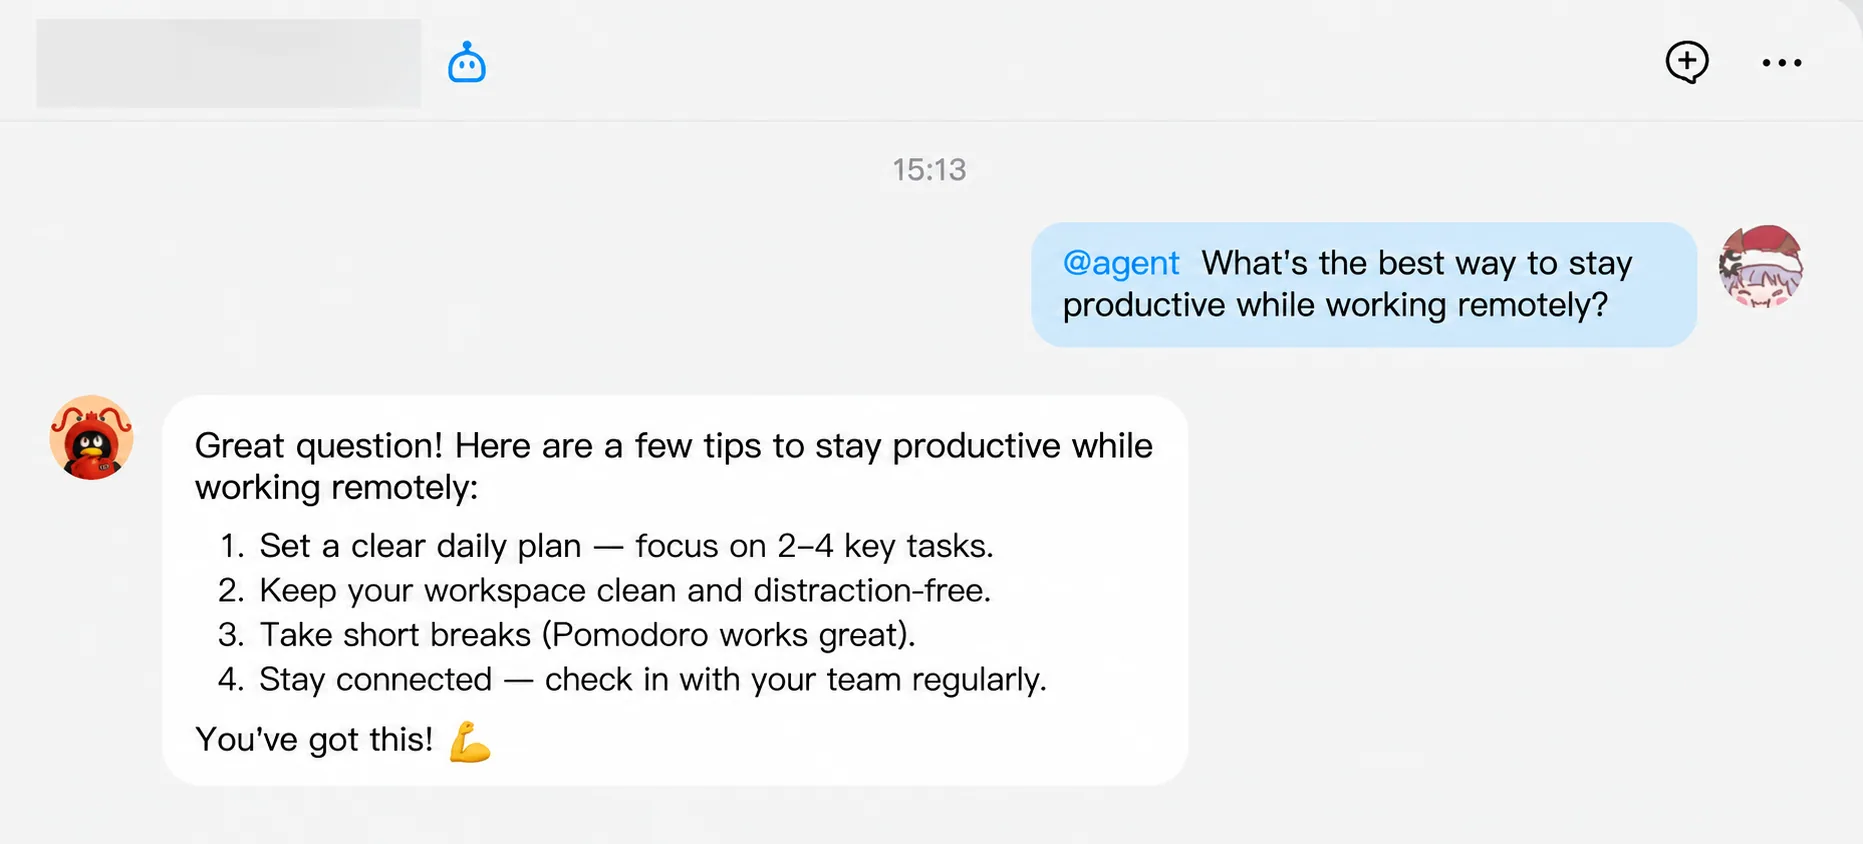 15:13
@agent What's the best way to stay
productive while working remotely?
Great question! Here are a few tips to stay productive while
working remotely:
1. Set a clear daily plan — focus on 2–4 key tasks.
2. Keep your workspace clean and distraction-free.
3. Take short breaks (Pomodoro works great).
4. Stay connected — check in with your team regularly.
You've got this! 💪